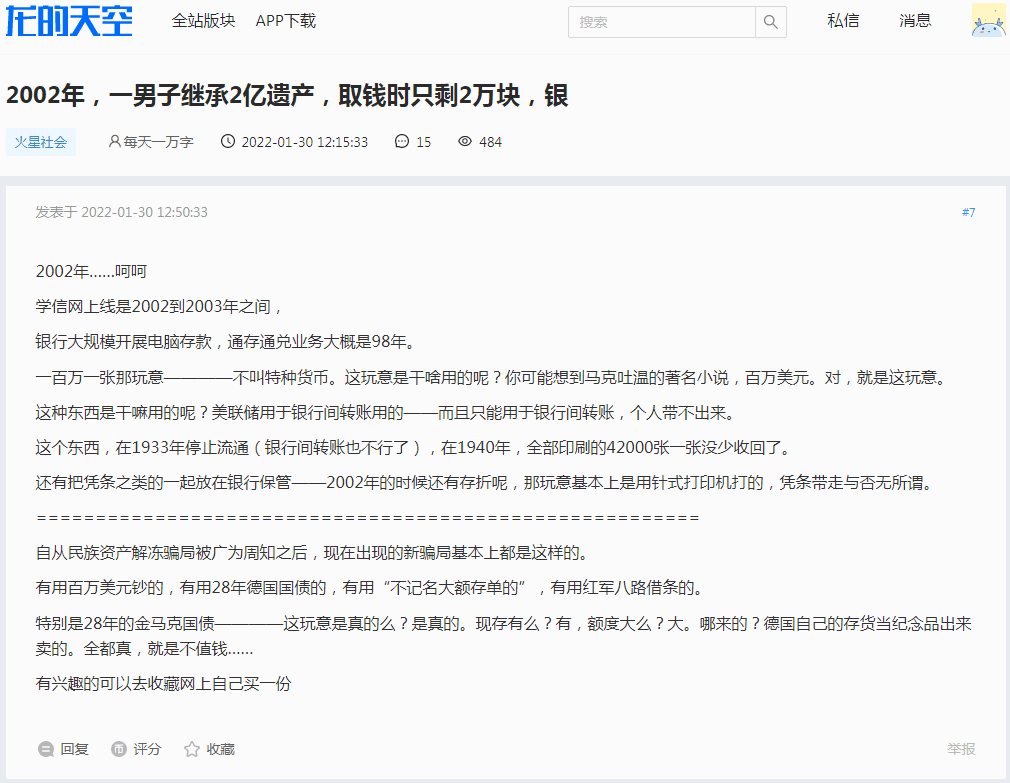 龙的天空 全站版块 APP下载 搜索 私信 消息
2002年，一男子继承2亿遗产，取钱时只剩2万块，银
火星社会 每天一万字 2022-01-30 12:15:33 15 484
发表于 2022-01-30 12:50:33 #7
2002年......呵呵
学信网上线是2002到2003年之间，
银行大规模开展电脑存款，通存通兑业务大概是98年。
一百万一张那玩意————不叫特种货币。这玩意是干啥用的呢？你可能想到马克吐温的著名小说，百万美元。对，就是这玩意。
这种东西是干嘛用的呢？美联储用于银行间转账用的——而且只能用于银行间转账，个人带不出来。
这个东西，在1933年停止流通（银行间转账也不行了），在1940年，全部印刷的42000张一张没少收回了。
还有把凭条之类的一起放在银行保管——2002年的时候还有存折呢，那玩意基本上是用针式打印机打的，凭条带走与否无所谓。
=======================================================
自从民族资产解冻骗局被广为周知之后，现在出现的新骗局基本上都是这样的。
有用百万美元钞的，有用28年德国国债的，有用“不记名大额存单的”，有用红军八路借条的。
特别是28年的金马克国债————这玩意是真的么？是真的。现存有么？有，额度大么？大。哪来的？德国自己的存货当纪念品出来
卖的。全都真，就是不值钱......
有兴趣的可以去收藏网上自己买一份
回复 评分 收藏 举报